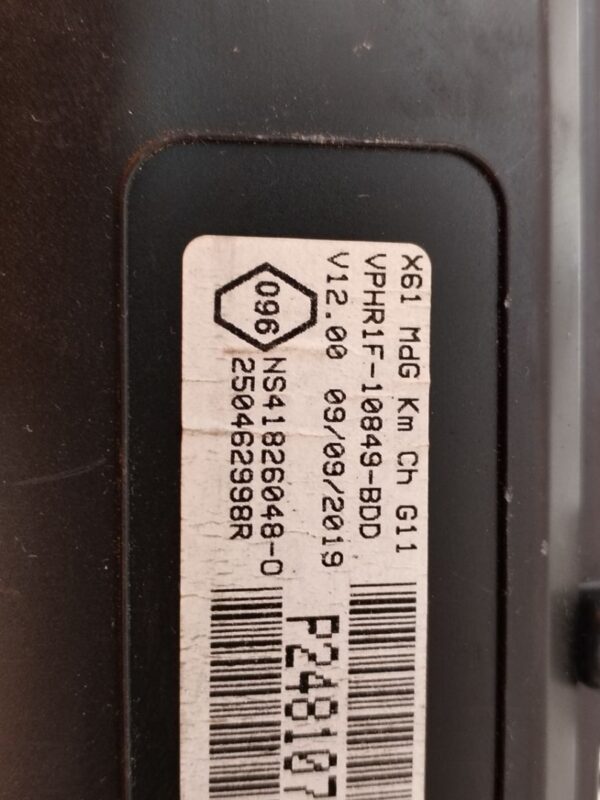 X61 MdG Km Ch G11
VPHR1F-10849-BDD
V12.00 09/09/2019
096
NS41826048-0
250462998R
P248107